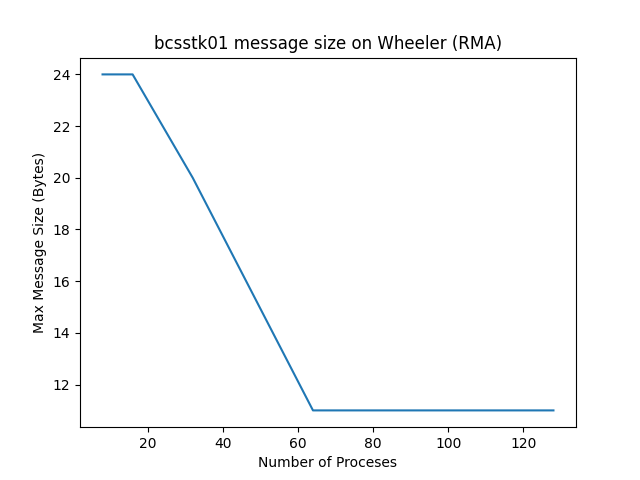 bcsstk01 message size on Wheeler (RMA)
Max Message Size (Bytes)
24
22
20
18
16
14
12
20 40 60 80 100 120
Number of Proceses